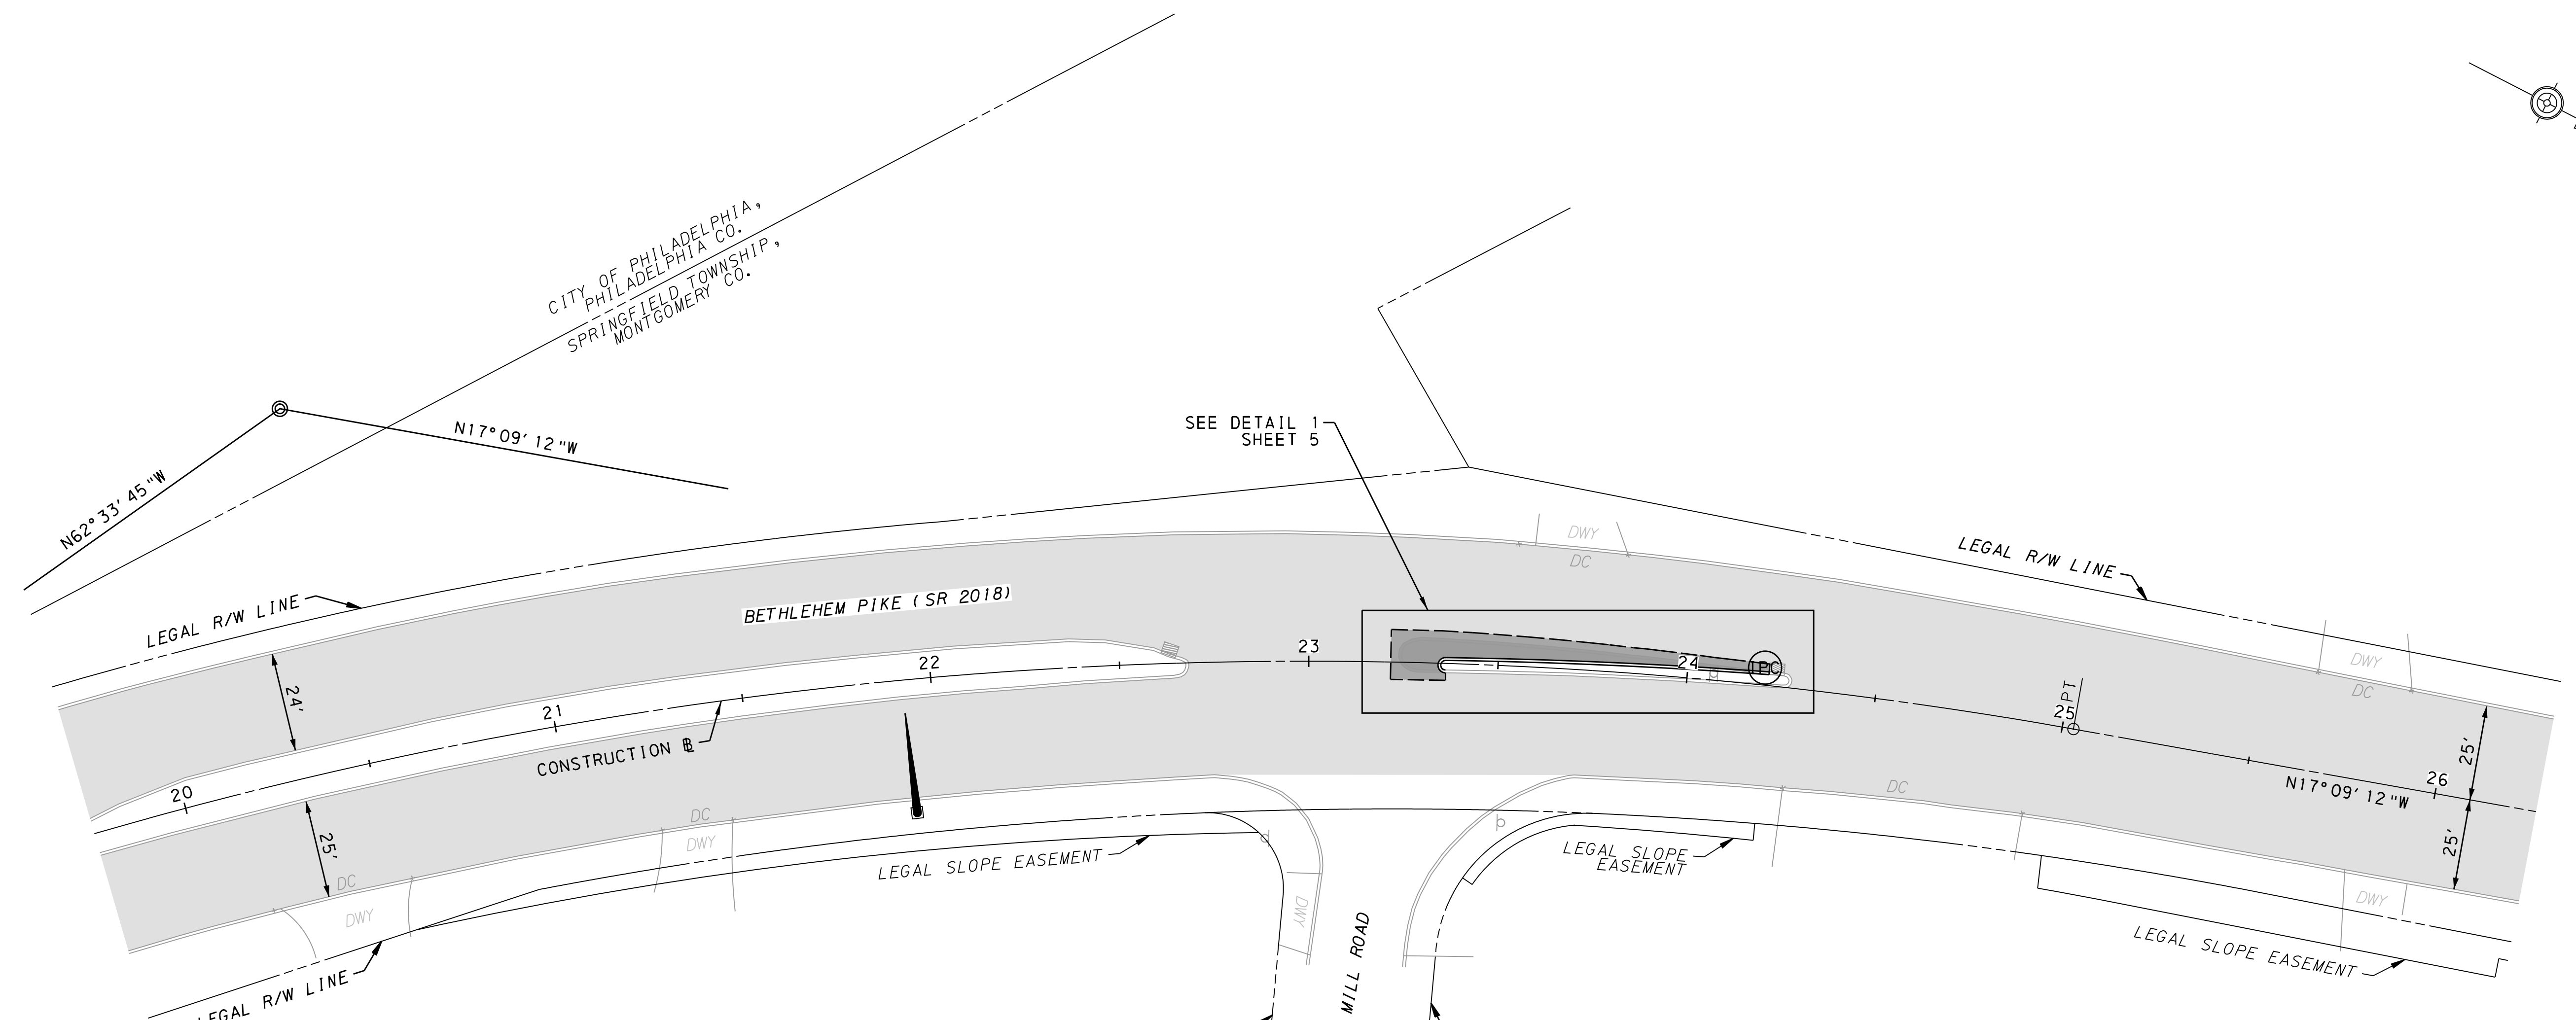 CITY OF PHILADELPHIA,
PHILADELPHIA CO.
SPRINGFIELD TOWNSHIP,
MONTGOMERY CO.
N62°33'45"W
N17°09'12"W
SEE DETAIL 1
SHEET 5
LEGAL R/W LINE
BETHLEHEM PIKE (SR 2018)
DWY
DC
LEGAL R/W LINE
24'
20
21
22
23
24
25
26
PT
CONSTRUCTION BL
25'
DC
DWY
DC
DWY
LEGAL SLOPE EASEMENT
LEGAL R/W LINE
DWY
MILL ROAD
LEGAL SLOPE
EASEMENT
DC
DWY
DC
25'
25'
N17°09'12"W
DWY
LEGAL SLOPE EASEMENT